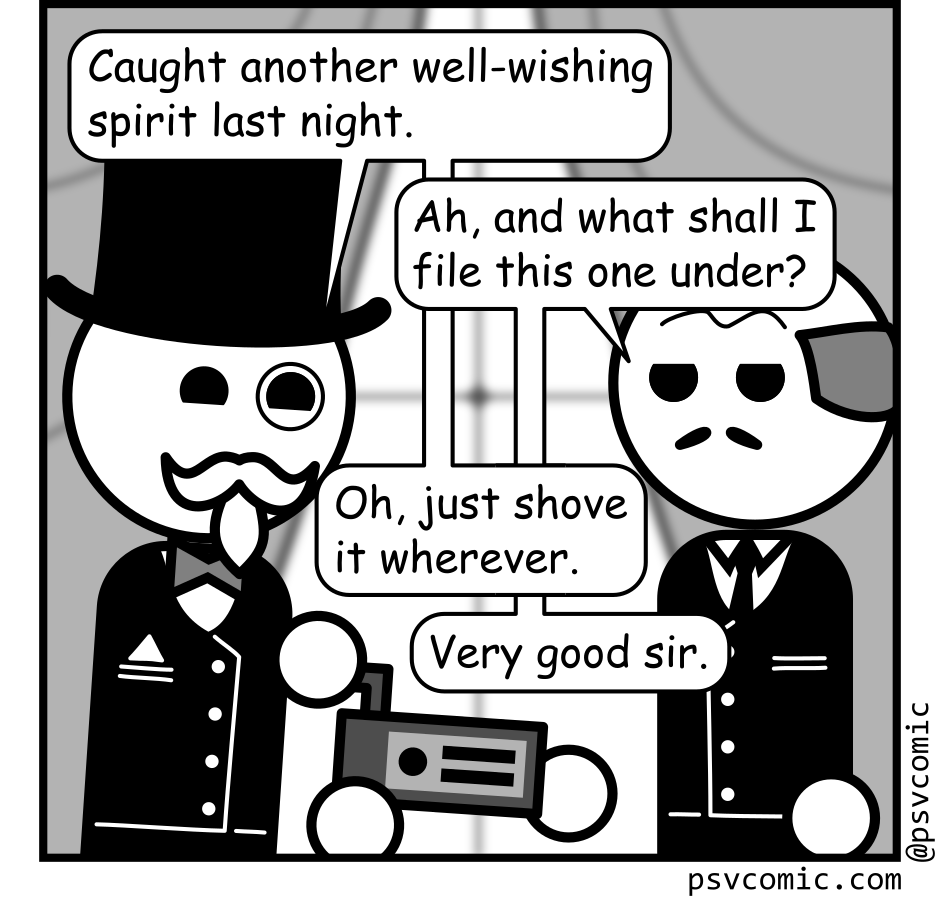 Caught another well-wishing
spirit last night.
Ah, and what shall I
file this one under?
Oh, just shove
it wherever.
Very good sir.
@psvcomic
psvcomic.com